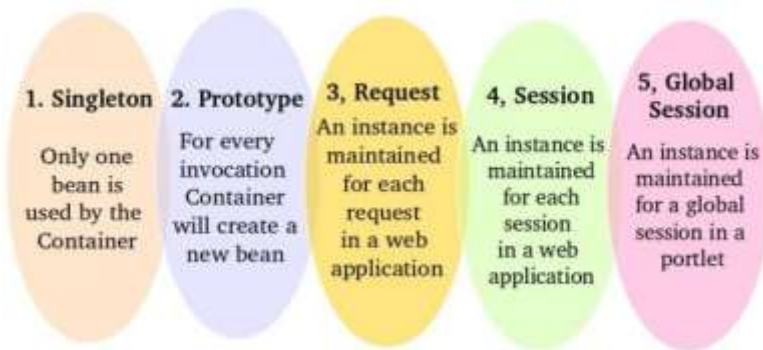 1. Singleton
Only one
bean is
used by the
Container
2. Prototype
For every
invocation
Container
will create a
new bean
3, Request
An instance is
maintained
for each
request
in a web
application
4, Session
An instance is
maintained
for each
session
in a web
application
5, Global
Session
An instance is
maintained
for a global
session in a
portlet